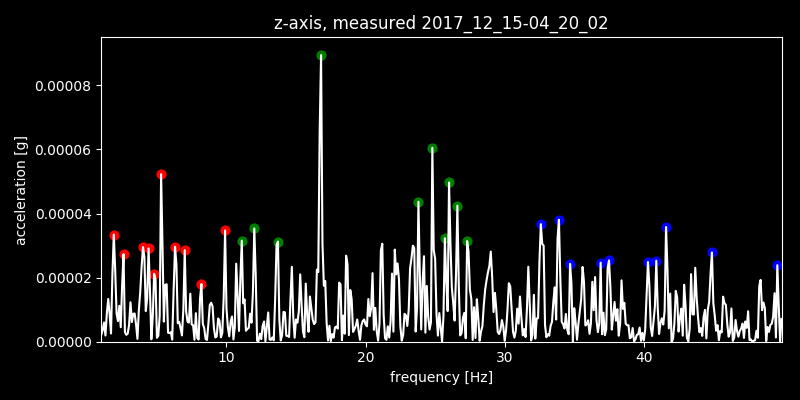 z-axis, measured 2017_12_15-04_20_02
acceleration [g]
0.00008
0.00006
0.00004
0.00002
0.00000
10 20 30 40
frequency [Hz]